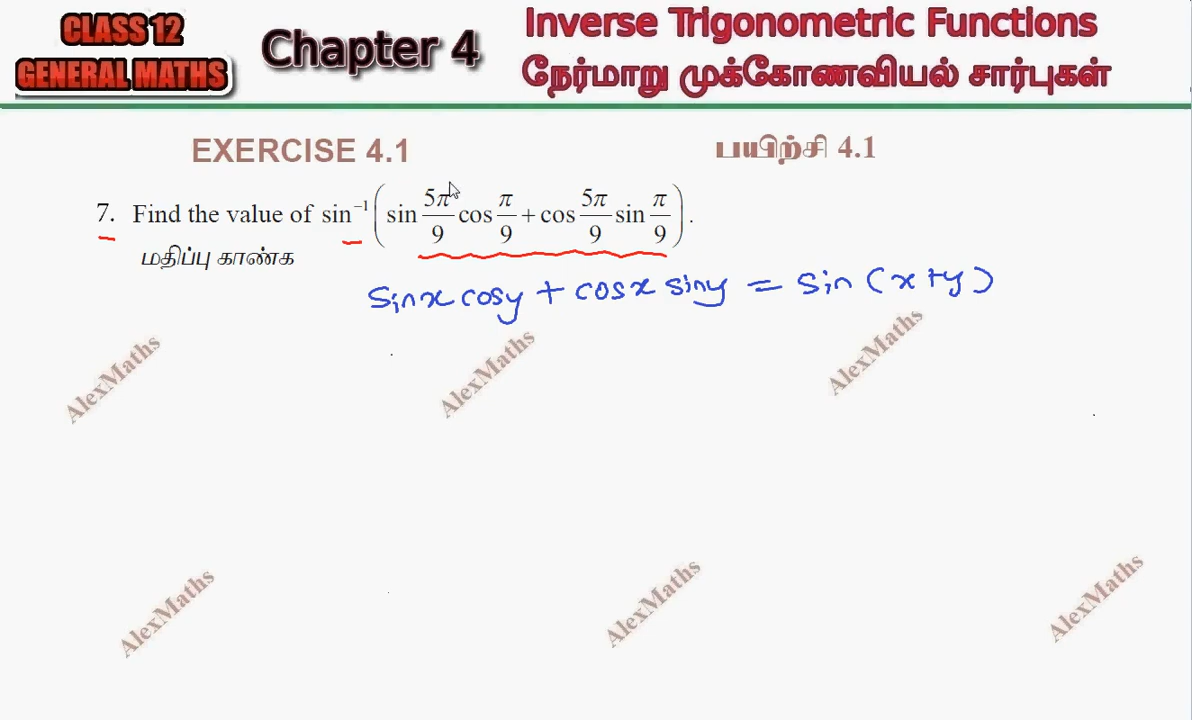 CLASS 12
GENERAL MATHS
Chapter 4
Inverse Trigonometric Functions
நேர்மாறு முக்கோணவியல் சார்புகள்
EXERCISE 4.1
பயிற்சி 4.1
7. Find the value of sin⁻¹(sin 5π/9 cos π/9 + cos 5π/9 sin π/9).
மதிப்பு காண்க
sinx cosy + cosx siny = sin (x+y)
AlexMaths
AlexMaths
AlexMaths
AlexMaths
AlexMaths
AlexMaths